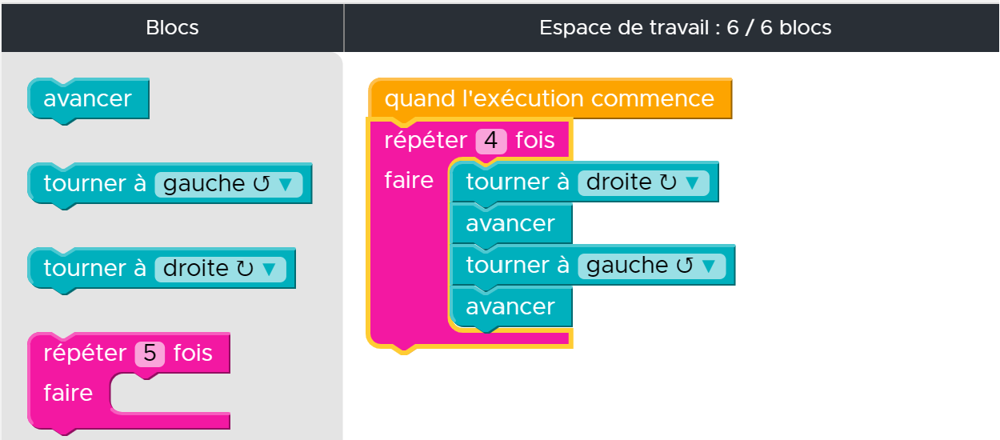 Blocs
Espace de travail : 6 / 6 blocs
avancer
tourner à gauche ↺ ▼
tourner à droite ↻ ▼
répéter 5 fois
faire
quand l'exécution commence
répéter 4 fois
faire
tourner à droite ↻ ▼
avancer
tourner à gauche ↺ ▼
avancer